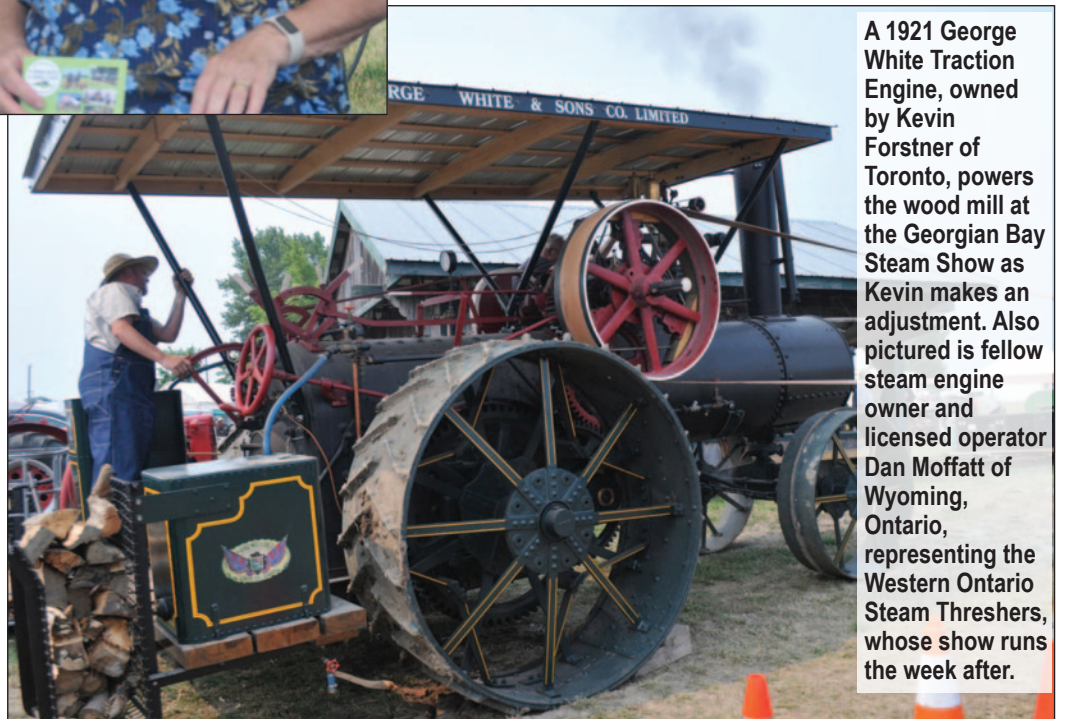 RGE WHITE & SONS CO. LIMITED
A 1921 George
White Traction
Engine, owned
by Kevin
Forstner of
Toronto, powers
the wood mill at
the Georgian Bay
Steam Show as
Kevin makes an
adjustment. Also
pictured is fellow
steam engine
owner and
licensed operator
Dan Moffatt of
Wyoming,
Ontario,
representing the
Western Ontario
Steam Threshers,
whose show runs
the week after.